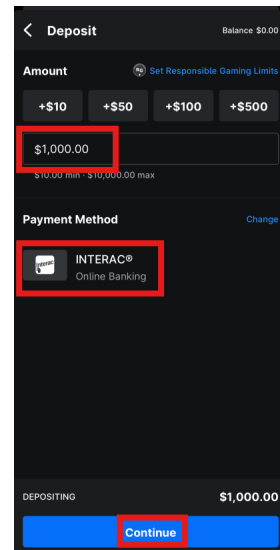 Deposit
Balance $0.00
Amount
Set Responsible Gaming Limits
+$10
+$50
+$100
+$500
$1,000.00
$10.00 min - $10,000.00 max
Payment Method
Change
Interac
INTERAC®
Online Banking
DEPOSITING
$1,000.00
Continue